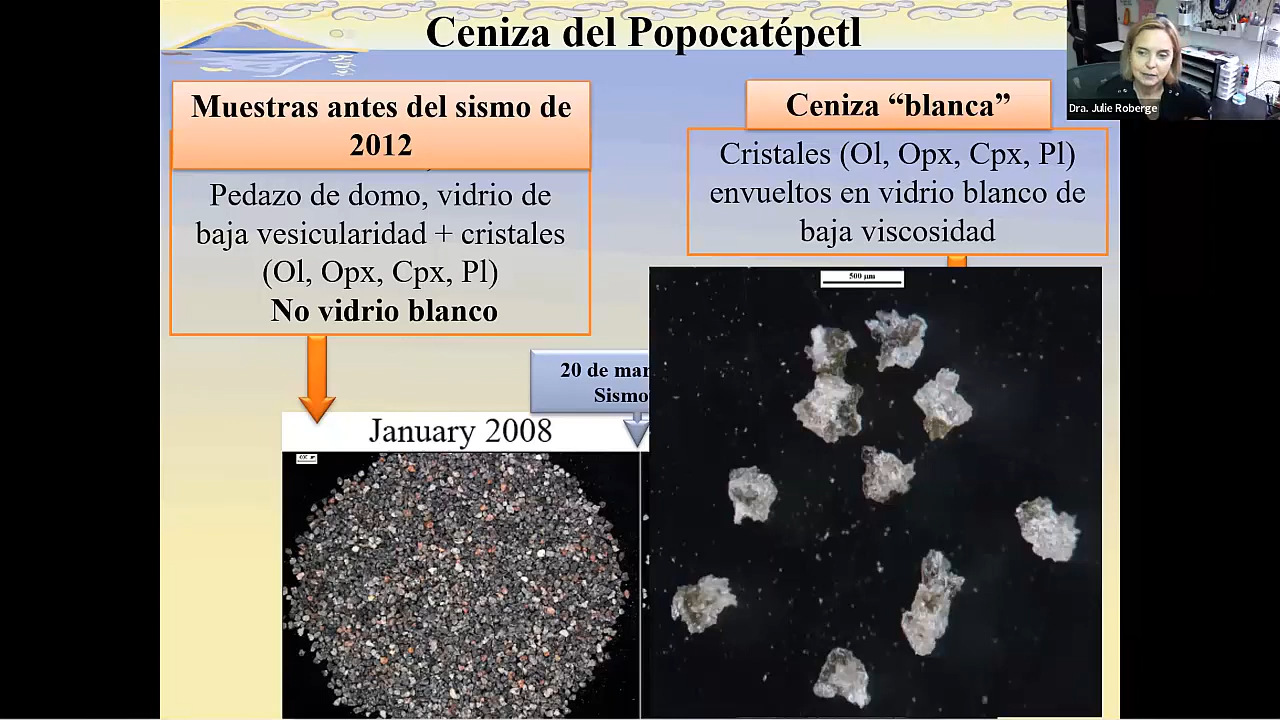 Ceniza del Popocatépetl
Dra. Julie Roberge
Muestras antes del sismo de
2012
Pedazo de domo, vidrio de
baja vesicularidad + cristales
(Ol, Opx, Cpx, Pl)
No vidrio blanco
Ceniza “blanca”
Cristales (Ol, Opx, Cpx, Pl)
envueltos en vidrio blanco de
baja viscosidad
500 µm
20 de mar
Sismo
January 2008